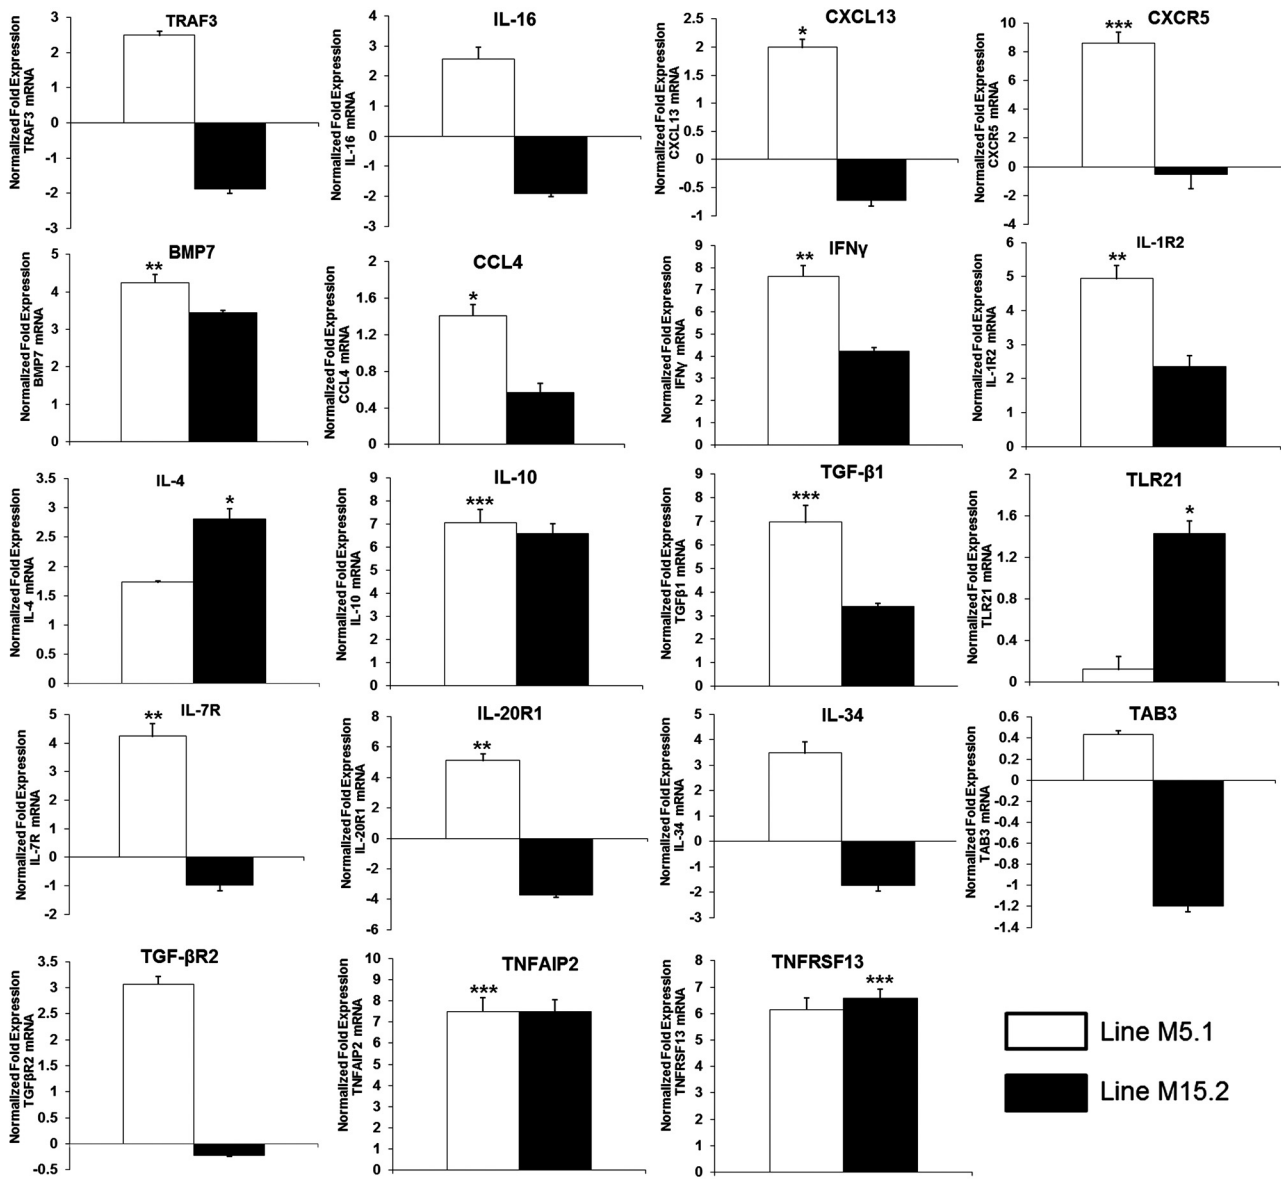 TRAF3
Normalized Fold Expression
TRAF3 mRNA
3
2
1
0
-1
-2
-3
IL-16
Normalized Fold Expression
IL-16 mRNA
4
3
2
1
0
-1
-2
-3
CXCL13
Normalized Fold Expression
CXCL13 mRNA
2.5
2
1.5
1
0.5
0
-0.5
-1
*
CXCR5
Normalized Fold Expression
CXCR5 mRNA
10
8
6
4
2
0
-2
-4
***
BMP7
Normalized Fold Expression
BMP7 mRNA
5
4
3
2
1
0
**
CCL4
Normalized Fold Expression
CCL4 mRNA
2
1.6
1.2
0.8
0.4
0
*
IFNγ
Normalized Fold Expression
IFNγ mRNA
9
8
7
6
5
4
3
2
1
0
**
IL-1R2
Normalized Fold Expression
IL-1R2 mRNA
6
5
4
3
2
1
0
**
IL-4
Normalized Fold Expression
IL-4 mRNA
3.5
3
2.5
2
1.5
1
0.5
0
*
IL-10
Normalized Fold Expression
IL-10 mRNA
9
8
7
6
5
4
3
2
1
0
***
TGF-β1
Normalized Fold Expression
TGFβ1 mRNA
9
8
7
6
5
4
3
2
1
0
***
TLR21
Normalized Fold Expression
TLR21 mRNA
2
1.6
1.2
0.8
0.4
0
*
IL-7R
Normalized Fold Expression
IL-7R mRNA
5
4
3
2
1
0
-1
-2
**
IL-20R1
Normalized Fold Expression
IL-20R1 mRNA
8
6
4
2
0
-2
-4
-6
**
IL-34
Normalized Fold Expression
IL-34 mRNA
5
4
3
2
1
0
-1
-2
-3
TAB3
Normalized Fold Expression
TAB3 mRNA
0.6
0.4
0.2
0
-0.2
-0.4
-0.6
-0.8
-1
-1.2
-1.4
TGF-βR2
Normalized Fold Expression
TGFβR2 mRNA
3.5
3
2.5
2
1.5
1
0.5
0
-0.5
TNFAIP2
Normalized Fold Expression
TNFAIP2 mRNA
10
9
8
7
6
5
4
3
2
1
0
***
TNFRSF13
Normalized Fold Expression
TNFRSF13 mRNA
8
7
6
5
4
3
2
1
0
***
Line M5.1
Line M15.2